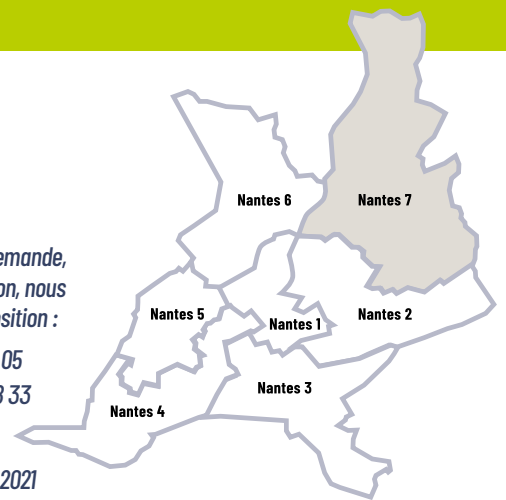 emande,
on, nous
sition :
05
3 33
2021
Nantes 6
Nantes 7
Nantes 5
Nantes 1
Nantes 2
Nantes 3
Nantes 4